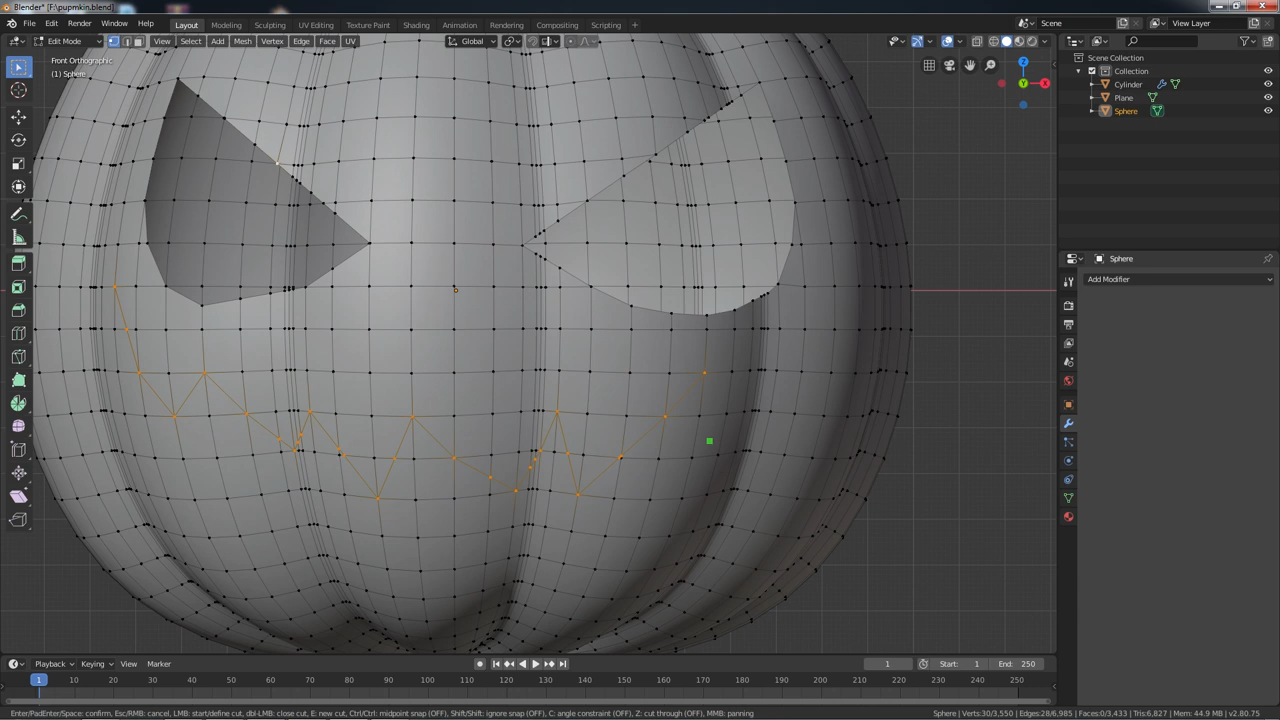 Blender* [F:\pupmkin.blend]
File Edit Render Window Help Layout Modeling Sculpting UV Editing Texture Paint Shading Animation Rendering Compositing Scripting Scene View Layer
Edit Mode View Select Add Mesh Vertex Edge Face UV Global
Front Orthographic
(1) Sphere
Z
Y
X
Scene Collection
Collection
Cylinder
Plane
Sphere
Sphere
Add Modifier
Playback Keying View Marker 1 Start: 1 End: 250
1 10 20 30 40 50 60 70 80 90 100 110 120 130 140 150 160 170 180 190 200 210 220 230 240 250
Enter/PadEnter/Space: confirm, Esc/RMB: cancel, LMB: start/define cut, dbl-LMB: close cut, E: new cut, Ctrl/Ctrl: midpoint snap (OFF), Shift/Shift: ignore snap (OFF), C: angle constraint (OFF), Z: cut through (OFF), MMB: panning
Sphere | Verts:30/3,550 | Edges:28/6,985 | Faces:0/3,433 | Tris:6,827 | Mem: 44.9 MB | v2.80.75